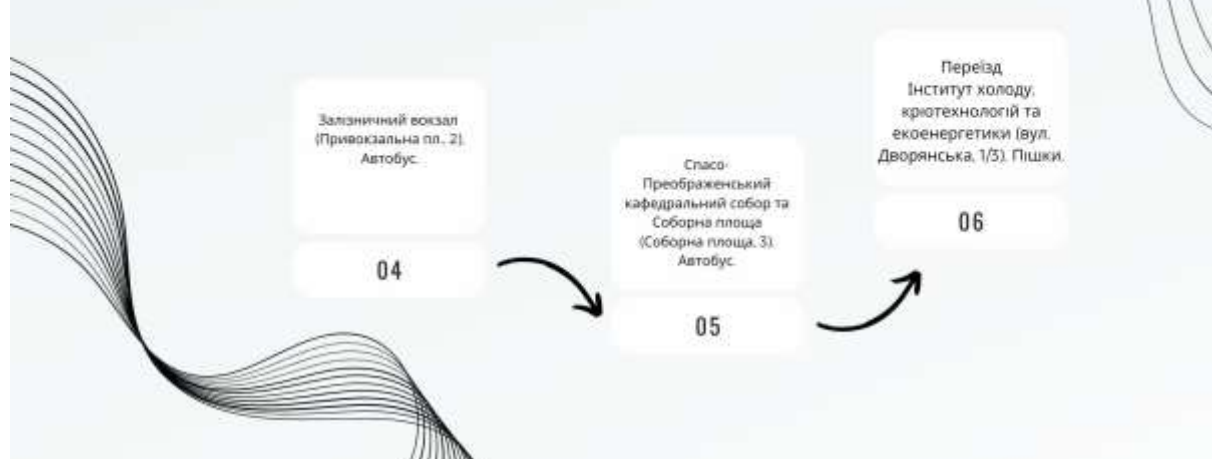 Залізничний вокзал
(Привокзальна пл., 2).
Автобус.
04
Спасо-
Преображенський
кафедральний собор та
Соборна площа
(Соборна площа, 3).
Автобус.
05
Переїзд
Інститут холоду,
кріотехнологій та
екоенергетики (вул.
Дворянська, 1/3). Пішки.
06